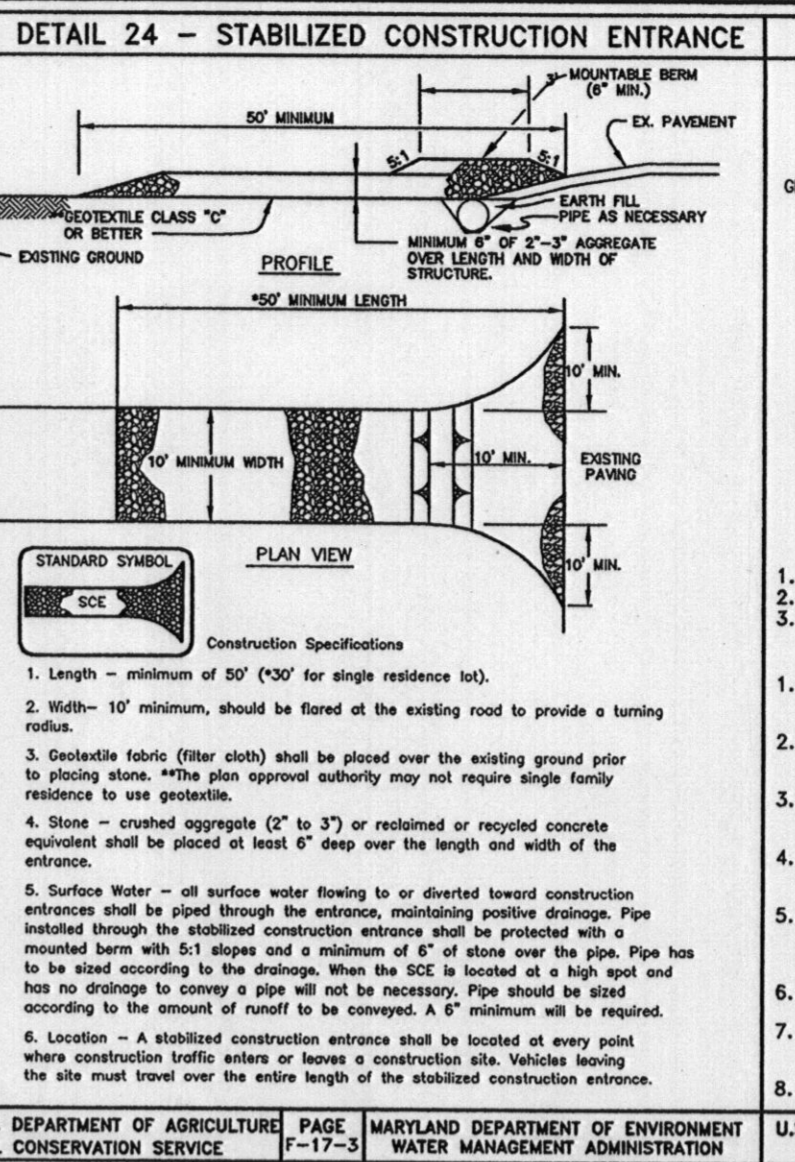 DETAIL 24 – STABILIZED CONSTRUCTION ENTRANCE
3'
MOUNTABLE BERM
(6" MIN.)
50' MINIMUM
EX. PAVEMENT
5:1
5:1
**GEOTEXTILE CLASS "C"
OR BETTER
EARTH FILL
PIPE AS NECESSARY
EXISTING GROUND
PROFILE
MINIMUM 6" OF 2"–3" AGGREGATE
OVER LENGTH AND WIDTH OF
STRUCTURE.
*50' MINIMUM LENGTH
10' MIN.
10' MINIMUM WIDTH
10' MIN.
EXISTING
PAVING
10' MIN.
PLAN VIEW
STANDARD SYMBOL
SCE
Construction Specifications
1. Length – minimum of 50' (*30' for single residence lot).
2. Width– 10' minimum, should be flared at the existing road to provide a turning
radius.
3. Geotextile fabric (filter cloth) shall be placed over the existing ground prior
to placing stone. **The plan approval authority may not require single family
residence to use geotextile.
4. Stone – crushed aggregate (2" to 3") or reclaimed or recycled concrete
equivalent shall be placed at least 6" deep over the length and width of the
entrance.
5. Surface Water – all surface water flowing to or diverted toward construction
entrances shall be piped through the entrance, maintaining positive drainage. Pipe
installed through the stabilized construction entrance shall be protected with a
mounted berm with 5:1 slopes and a minimum of 6" of stone over the pipe. Pipe has
to be sized according to the drainage. When the SCE is located at a high spot and
has no drainage to convey a pipe will not be necessary. Pipe should be sized
according to the amount of runoff to be conveyed. A 6" minimum will be required.
6. Location – A stabilized construction entrance shall be located at every point
where construction traffic enters or leaves a construction site. Vehicles leaving
the site must travel over the entire length of the stabilized construction entrance.
DEPARTMENT OF AGRICULTURE
CONSERVATION SERVICE
PAGE
F–17–3
MARYLAND DEPARTMENT OF ENVIRONMENT
WATER MANAGEMENT ADMINISTRATION
1.
2.
3.
1.
2.
3.
4.
5.
6.
7.
8.